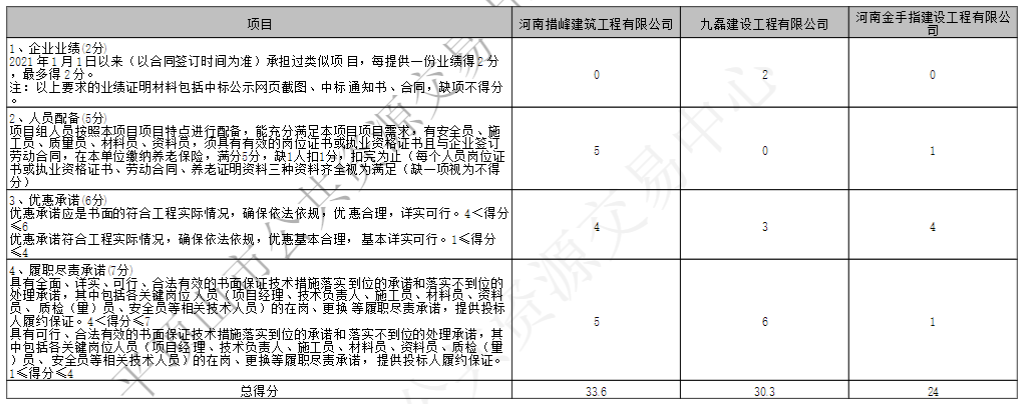 项目 河南措峰建筑工程有限公司 九磊建设工程有限公司 河南金手指建设工程有限公司
1、企业业绩(2分)
2021年1月1日以来（以合同签订时间为准）承担过类似项目，每提供一份业绩得2分
，最多得2分。
注：以上要求的业绩证明材料包括中标公示网页截图、中标通知书、合同，缺项不得分
。
0 2 0
2、人员配备(5分)
项目组人员按照本项目项目特点进行配备，能充分满足本项目项目需求，有安全员、施
工员、质量员、材料员、资料员，须具有有效的岗位证书或执业资格证书且与企业签订
劳动合同，在本单位缴纳养老保险，满分5分，缺1人扣1分，扣完为止（每个人员岗位证
书或执业资格证书、劳动合同、养老证明资料三种资料齐全视为满足（缺一项视为不得
分）
5 0 1
3、优惠承诺(6分)
优惠承诺应是书面的符合工程实际情况，确保依法依规，优惠合理，详实可行。4＜得分
≤6
优惠承诺符合工程实际情况，确保依法依规，优惠基本合理，基本详实可行。1≤得分
≤4
4 3 4
4、履职尽责承诺(7分)
具有全面、详实、可行、合法有效的书面保证技术措施落实到位的承诺和落实不到位的
处理承诺，其中包括各关键岗位人员（项目经理、技术负责人、施工员、材料员、资料
员、质检（量）员、安全员等相关技术人员）的在岗、更换等履职尽责承诺，提供投标
人履约保证。4＜得分≤7
具有可行、合法有效的书面保证技术措施落实到位的承诺和落实不到位的处理承诺，其
中包括各关键岗位人员（项目经理、技术负责人、施工员、材料员、资料员、质检（量
）员、安全员等相关技术人员）的在岗、更换等履职尽责承诺，提供投标人履约保证。
1≤得分≤4
5 6 1
总得分 33.6 30.3 24
平顶山市公共资源交易中心
公共资源交易中心